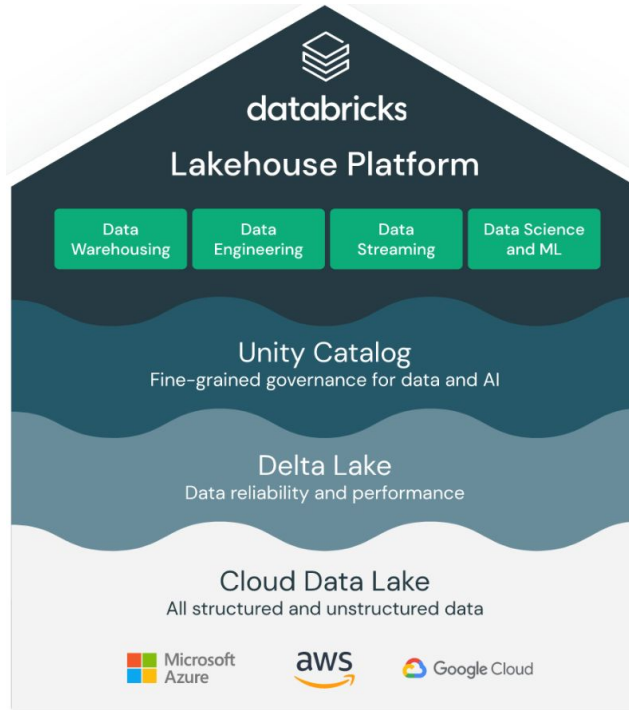 databricks
Lakehouse Platform
Data
Warehousing
Data
Engineering
Data
Streaming
Data Science
and ML
Unity Catalog
Fine-grained governance for data and AI
Delta Lake
Data reliability and performance
Cloud Data Lake
All structured and unstructured data
Microsoft
Azure
aws
Google Cloud